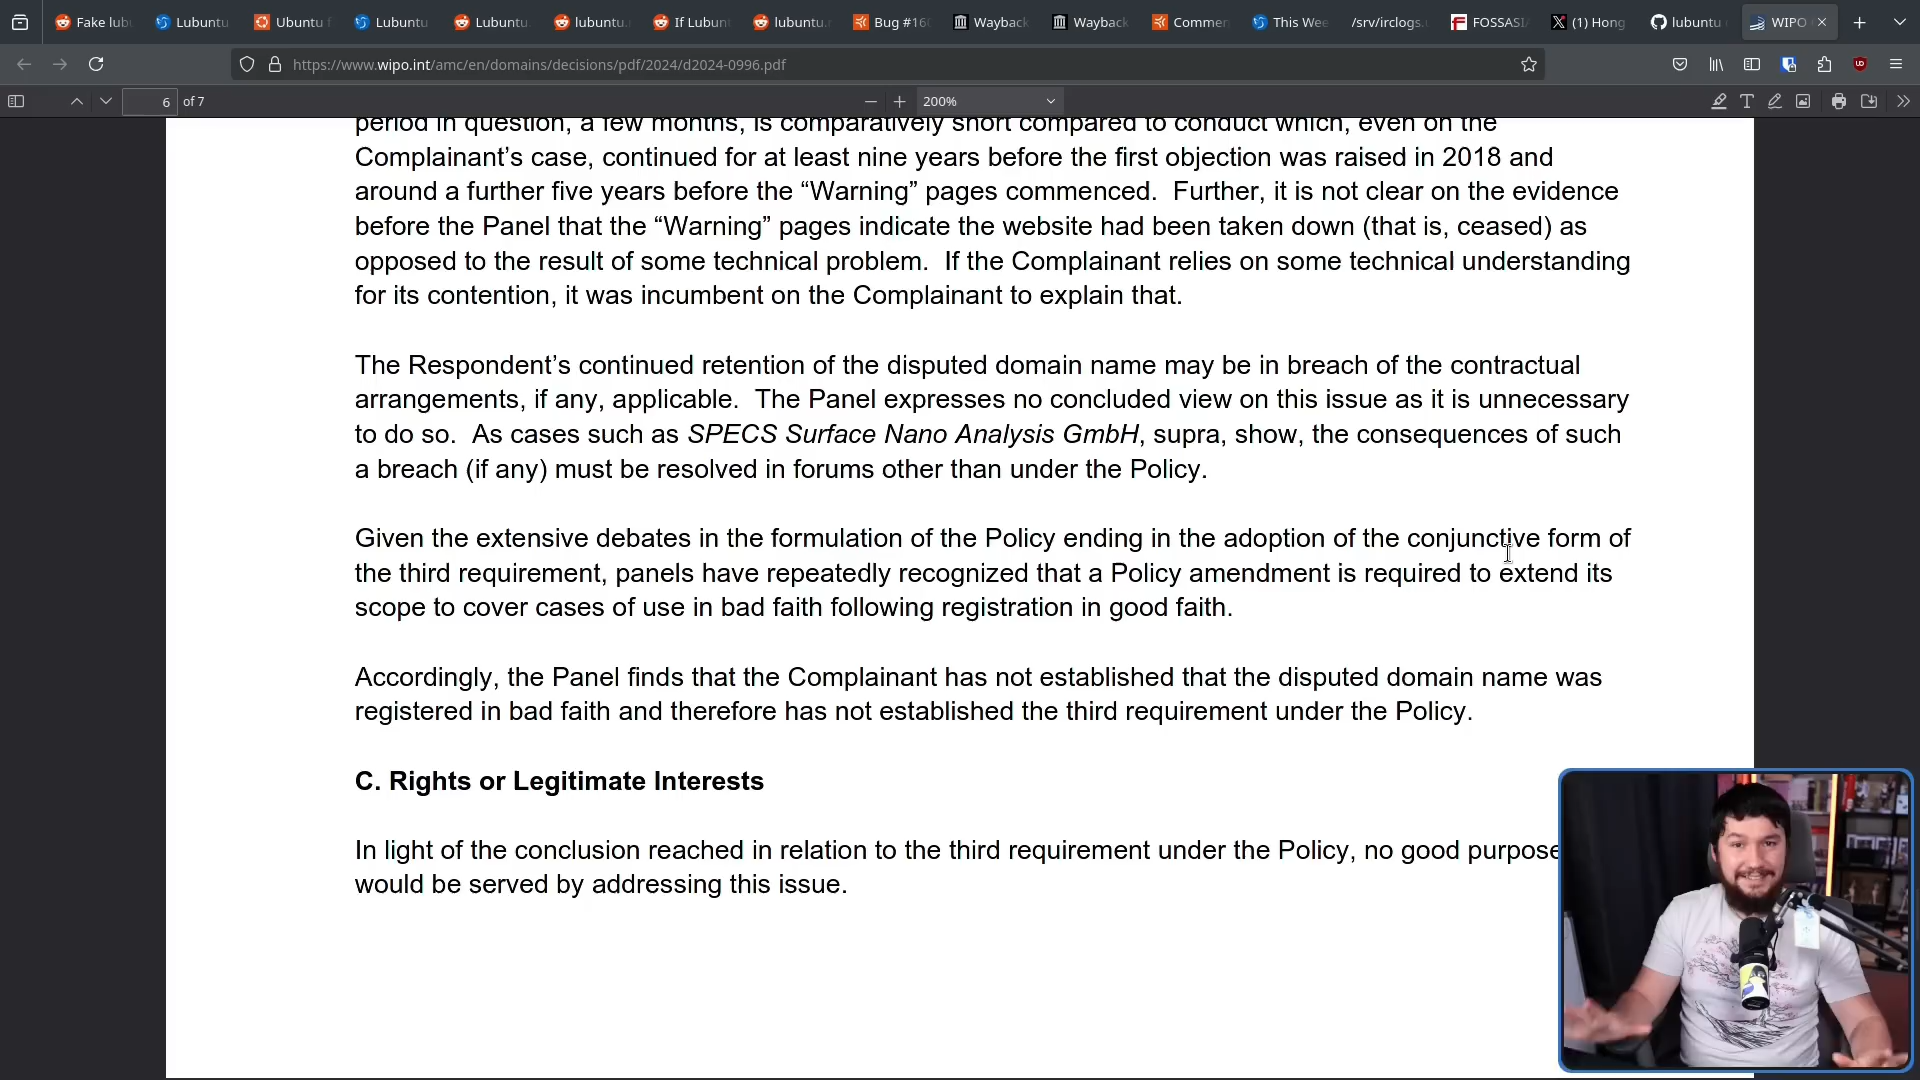 Fake lub
Lubuntu
Ubuntu f
Lubuntu
Lubuntu.
lubuntu.
If Lubun
lubuntu.r
Bug #160
Wayback
Wayback
Commen
This Wee
/srv/irclogs.u
FOSSASIA
(1) Hong
lubuntu
WIPO
https://www.wipo.int/amc/en/domains/decisions/pdf/2024/d2024-0996.pdf
6 of 7
200%
period in question, a few months, is comparatively short compared to conduct which, even on the
Complainant’s case, continued for at least nine years before the first objection was raised in 2018 and
around a further five years before the “Warning” pages commenced. Further, it is not clear on the evidence
before the Panel that the “Warning” pages indicate the website had been taken down (that is, ceased) as
opposed to the result of some technical problem. If the Complainant relies on some technical understanding
for its contention, it was incumbent on the Complainant to explain that.
The Respondent’s continued retention of the disputed domain name may be in breach of the contractual
arrangements, if any, applicable. The Panel expresses no concluded view on this issue as it is unnecessary
to do so. As cases such as SPECS Surface Nano Analysis GmbH, supra, show, the consequences of such
a breach (if any) must be resolved in forums other than under the Policy.
Given the extensive debates in the formulation of the Policy ending in the adoption of the conjunctive form of
the third requirement, panels have repeatedly recognized that a Policy amendment is required to extend its
scope to cover cases of use in bad faith following registration in good faith.
Accordingly, the Panel finds that the Complainant has not established that the disputed domain name was
registered in bad faith and therefore has not established the third requirement under the Policy.
C. Rights or Legitimate Interests
In light of the conclusion reached in relation to the third requirement under the Policy, no good purpose
would be served by addressing this issue.